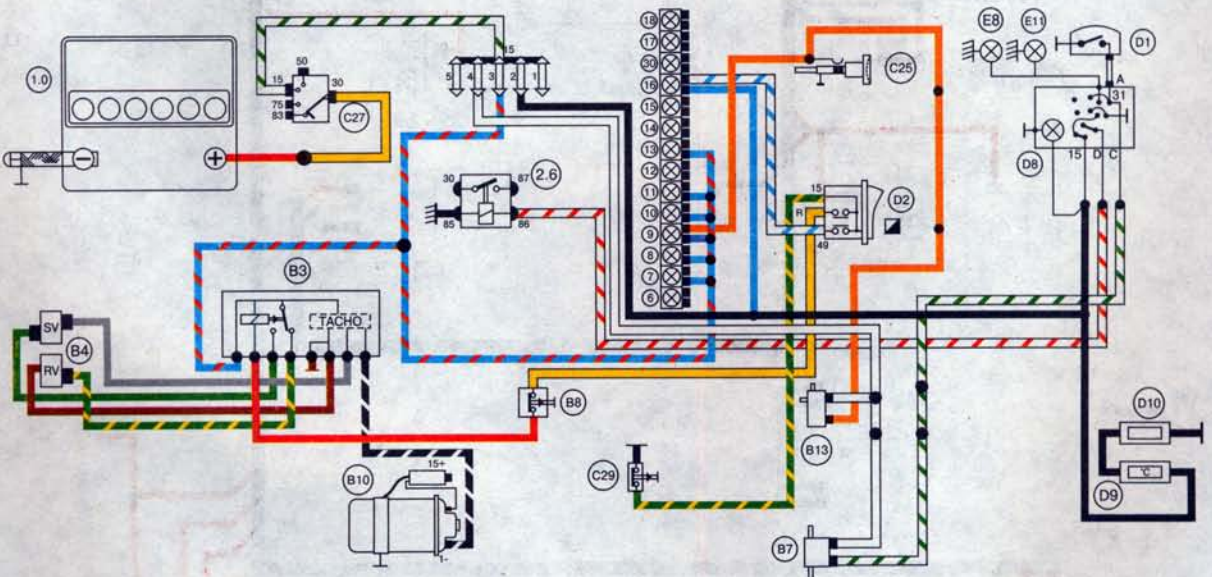 18
17
30
16
15
14
13
12
11
10
9
8
7
6
1.0
50
15
30
75
83
C27
15
5 4 3 2 1
30 87
2.6
85 86
C25
E8 E11 D1
A
31
D8
15 D C
15
R
D2
49
B3
TACHO
SV
B4
RV
B8
B13
C29
B10
15+
1-
B7
D10
°C
D9